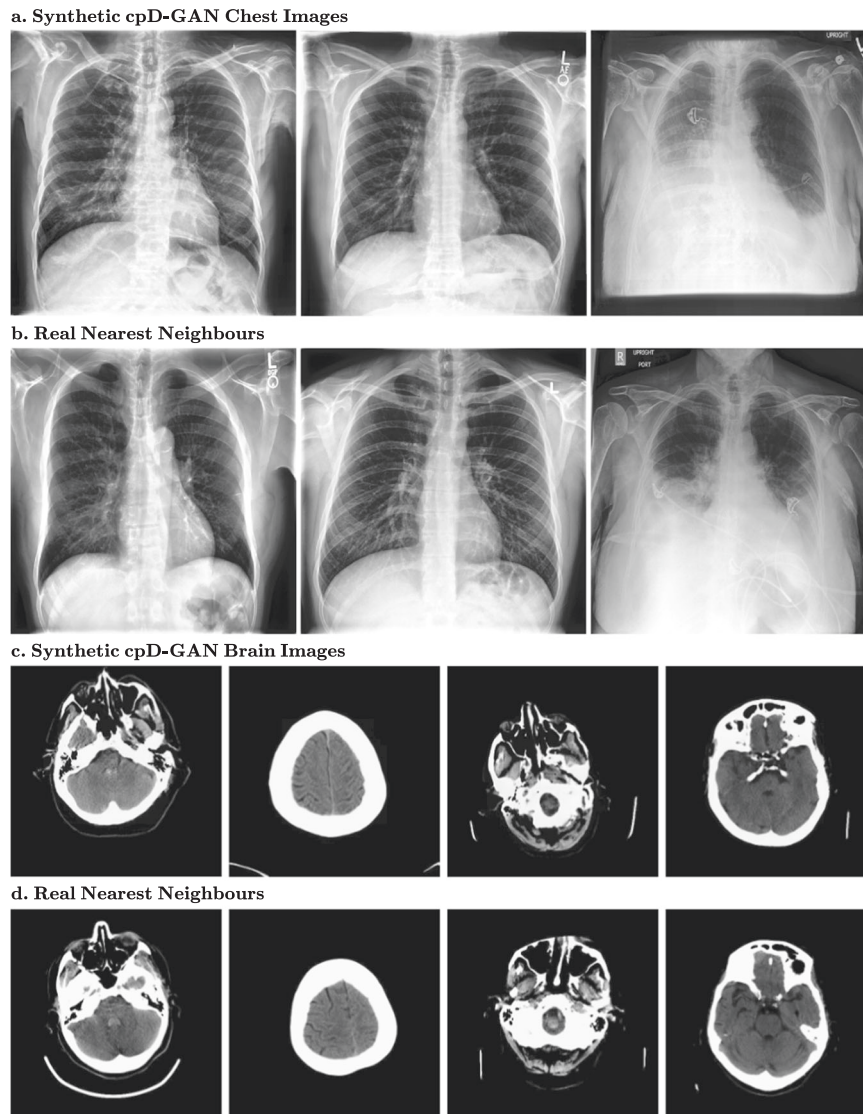 a. Synthetic cpD-GAN Chest Images
UPRIGHT
L
b. Real Nearest Neighbours
L
R
UPRIGHT
PORT
L
c. Synthetic cpD-GAN Brain Images
d. Real Nearest Neighbours